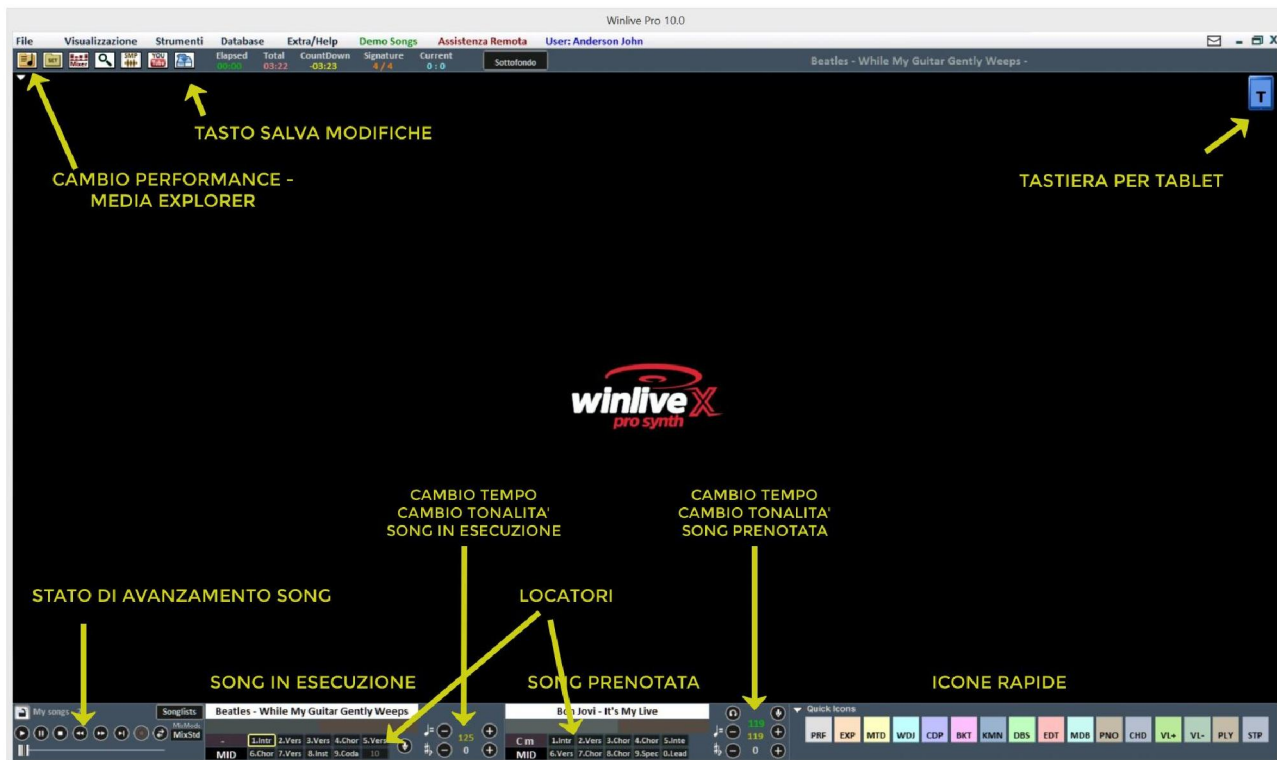 Winlive Pro 10.0
File Visualizzazione Strumenti Database Extra/Help Demo Songs Assistenza Remota User: Anderson John
SET Mixer SMP YOU Elapsed Total CountDown Signature Current
00:00 03:22 -03:23 4 / 4 0 : 0 Sottofondo Beatles - While My Guitar Gently Weeps -
T
TASTO SALVA MODIFICHE
CAMBIO PERFORMANCE -
MEDIA EXPLORER
TASTIERA PER TABLET
winlive X
pro synth
CAMBIO TEMPO
CAMBIO TONALITA'
SONG IN ESECUZIONE
CAMBIO TEMPO
CAMBIO TONALITA'
SONG PRENOTATA
STATO DI AVANZAMENTO SONG
LOCATORI
SONG IN ESECUZIONE
SONG PRENOTATA
ICONE RAPIDE
My songs Songlists
MixMode
MixStd
Beatles - While My Guitar Gently Weeps
- 1.Intr 2.Vers 3.Vers 4.Chor 5.Vers
MID 6.Chor 7.Vers 8.Inst 9.Coda 10
125
0
Bon Jovi - It's My Live
C m 1.Intr 2.Vers 3.Chor 4.Chor 5.Inte
MID 6.Vers 7.Chor 8.Chor 9.Spec 0.Lead
119
119
0
Quick Icons
PRF EXP MTD WDI CDP BKT KMN DBS EDT MDB PNO CHD VL+ VL- PLY STP